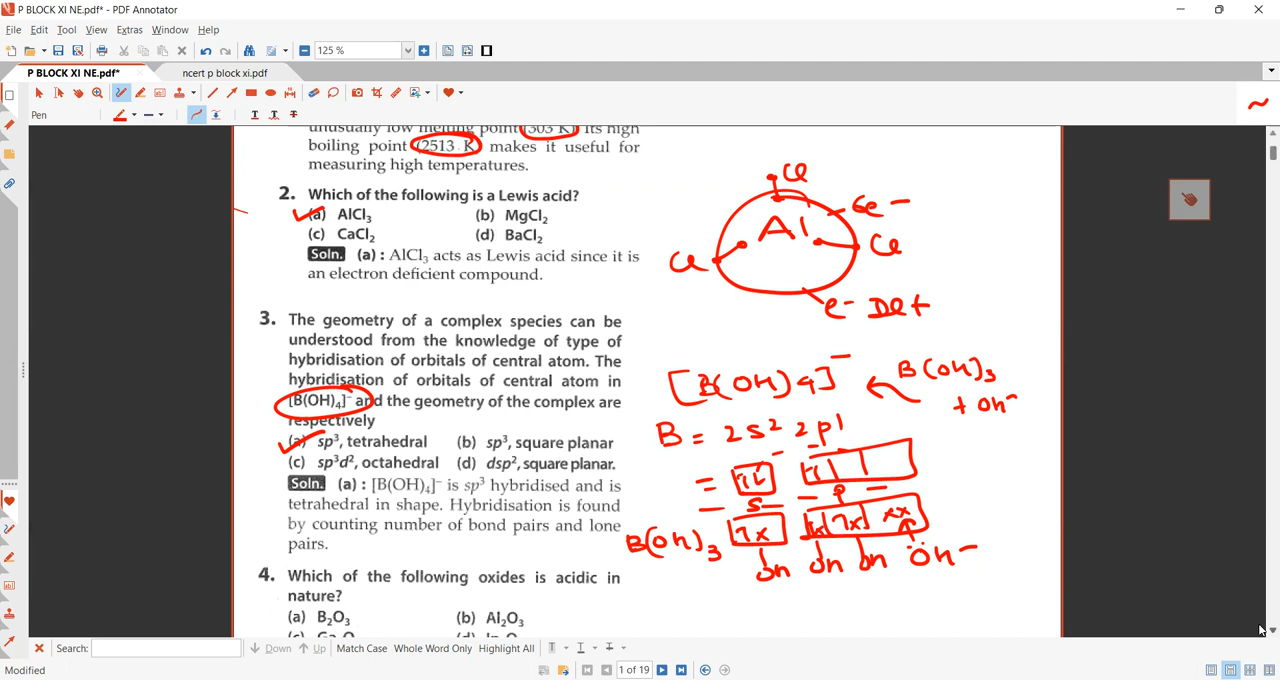 P BLOCK XI NE.pdf* - PDF Annotator
File Edit Tool View Extras Window Help
125 %
P BLOCK XI NE.pdf* ncert p block xi.pdf
Pen
unusually low melting point (303 K). Its high
boiling point (2513 K) makes it useful for
measuring high temperatures.
2. Which of the following is a Lewis acid?
(a) AlCl₃ (b) MgCl₂
(c) CaCl₂ (d) BaCl₂
Soln. (a) : AlCl₃ acts as Lewis acid since it is
an electron deficient compound.
3. The geometry of a complex species can be
understood from the knowledge of type of
hybridisation of orbitals of central atom. The
hybridisation of orbitals of central atom in
[B(OH)₄]⁻ and the geometry of the complex are
respectively
(a) sp³, tetrahedral (b) sp³, square planar
(c) sp³d², octahedral (d) dsp², square planar.
Soln. (a) : [B(OH)₄]⁻ is sp³ hybridised and is
tetrahedral in shape. Hybridisation is found
by counting number of bond pairs and lone
pairs.
4. Which of the following oxides is acidic in
nature?
(a) B₂O₃ (b) Al₂O₃
Cl
Al 6e⁻
Cl Cl
e⁻ Def
[B(OH)4]⁻ B(OH)₃
+ OH⁻
B = 2s² 2p¹
=
s p
B(OH)₃
OH OH OH OH⁻
Search: Down Up Match Case Whole Word Only Highlight All
1 of 19
Modified